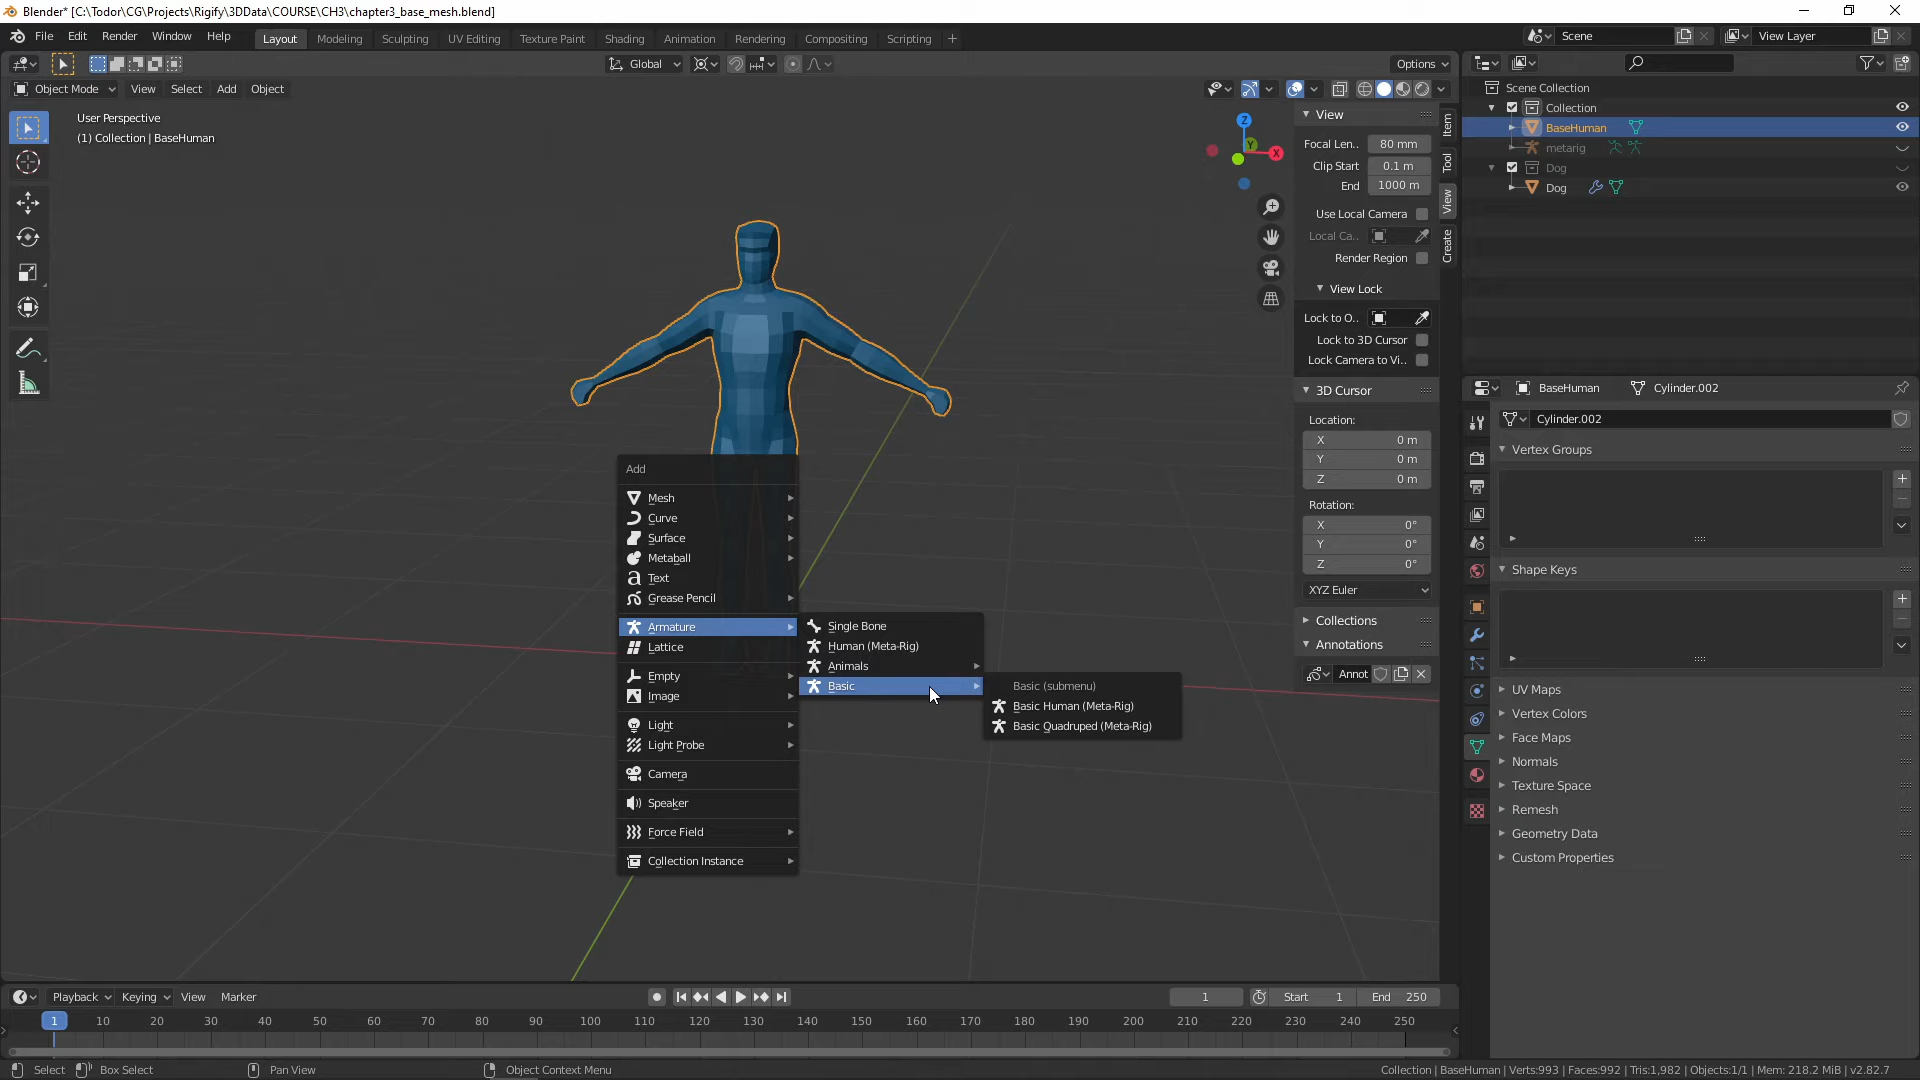 Blender* [C:\Todor\CG\Projects\Rigify\3DData\COURSE\CH3\chapter3_base_mesh.blend]
File Edit Render Window Help
Layout Modeling Sculpting UV Editing Texture Paint Shading Animation Rendering Compositing Scripting +
Scene
View Layer
Global
Options
Object Mode View Select Add Object
User Perspective
(1) Collection | BaseHuman
Z
Y
X
View
Focal Len.. 80 mm
Clip Start 0.1 m
End 1000 m
Use Local Camera
Local Ca..
Render Region
View Lock
Lock to O..
Lock to 3D Cursor
Lock Camera to Vi..
3D Cursor
Location:
X 0 m
Y 0 m
Z 0 m
Rotation:
X 0°
Y 0°
Z 0°
XYZ Euler
Collections
Annotations
Annot
Item
Tool
View
Create
Add
Mesh
Curve
Surface
Metaball
Text
Grease Pencil
Armature
Lattice
Empty
Image
Light
Light Probe
Camera
Speaker
Force Field
Collection Instance
Single Bone
Human (Meta-Rig)
Animals
Basic
Basic (submenu)
Basic Human (Meta-Rig)
Basic Quadruped (Meta-Rig)
Scene Collection
Collection
BaseHuman
metarig
Dog
Dog
BaseHuman Cylinder.002
Cylinder.002
Vertex Groups
Shape Keys
UV Maps
Vertex Colors
Face Maps
Normals
Texture Space
Remesh
Geometry Data
Custom Properties
Playback Keying View Marker
1 Start 1 End 250
1 10 20 30 40 50 60 70 80 90 100 110 120 130 140 150 160 170 180 190 200 210 220 230 240 250
Select Box Select Pan View Object Context Menu
Collection | BaseHuman | Verts:993 | Faces:992 | Tris:1,982 | Objects:1/1 | Mem: 218.2 MiB | v2.82.7